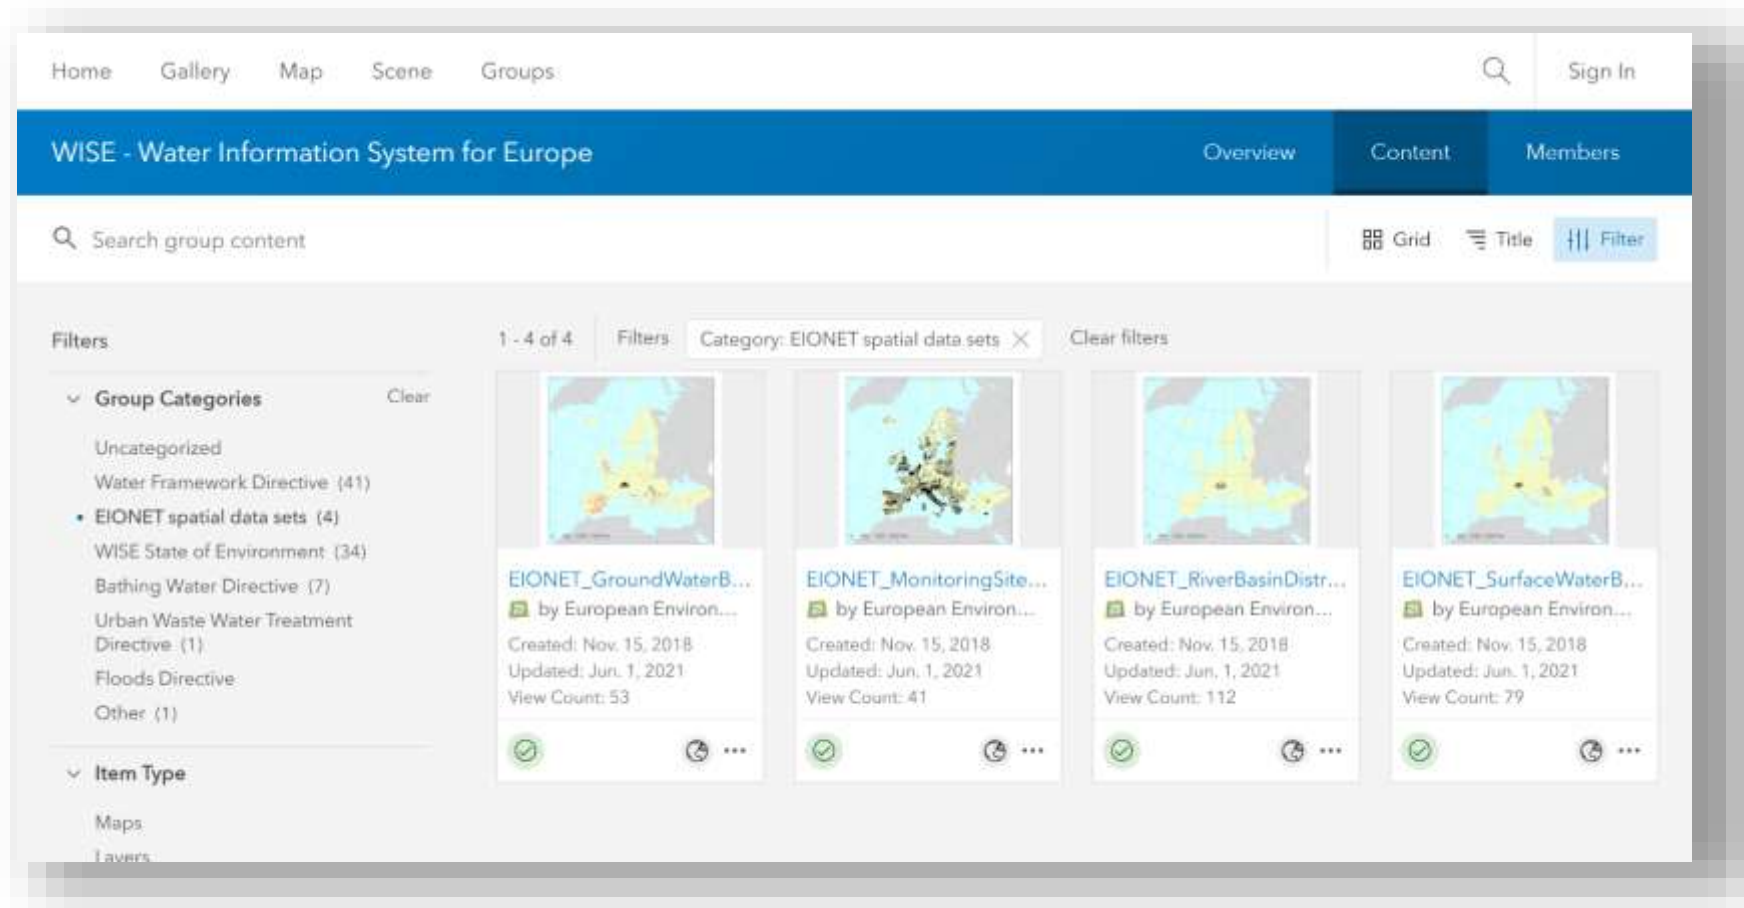 Home Gallery Map Scene Groups Sign In
WISE - Water Information System for Europe Overview Content Members
Search group content Grid Title Filter
Filters
1 - 4 of 4 Filters Category: EIONET spatial data sets Clear filters
Group Categories Clear
Uncategorized
Water Framework Directive (41)
EIONET spatial data sets (4)
WISE State of Environment (34)
Bathing Water Directive (7)
Urban Waste Water Treatment
Directive (1)
Floods Directive
Other (1)
Item Type
Maps
Layers
EIONET_GroundWaterB...
by European Environ...
Created: Nov. 15, 2018
Updated: Jun. 1, 2021
View Count: 53
EIONET_MonitoringSite...
by European Environ...
Created: Nov. 15, 2018
Updated: Jun. 1, 2021
View Count: 41
EIONET_RiverBasinDistr...
by European Environ...
Created: Nov. 15, 2018
Updated: Jun. 1, 2021
View Count: 112
EIONET_SurfaceWaterB...
by European Environ...
Created: Nov. 15, 2018
Updated: Jun. 1, 2021
View Count: 79